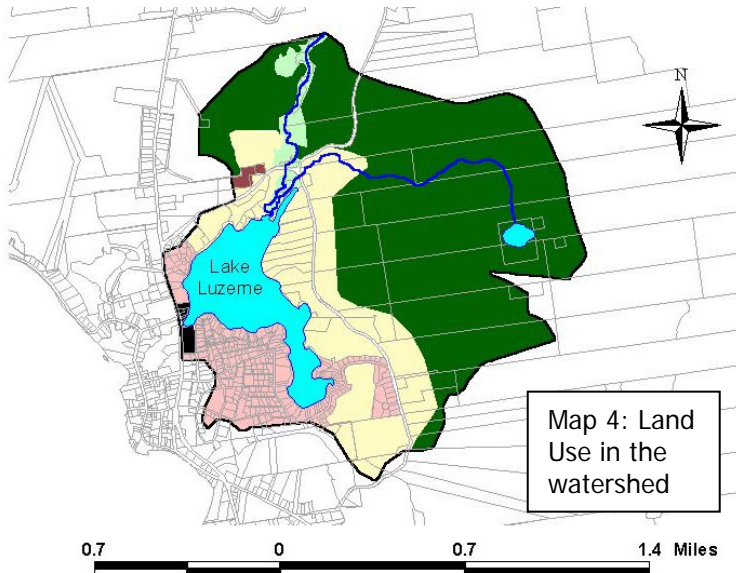 N
Lake
Luzerne
Map 4: Land
Use in the
watershed
0.7 0 0.7 1.4 Miles